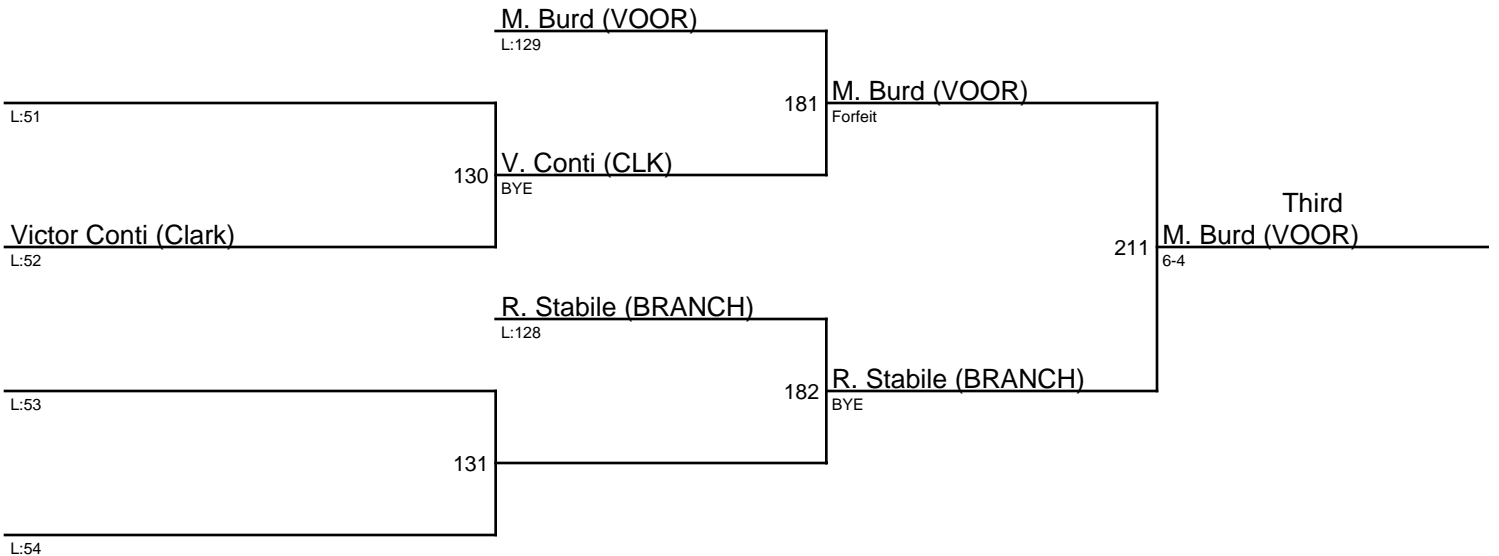 M. Burd (VOOR)
L:129
181
M. Burd (VOOR)
Forfeit
L:51
130
V. Conti (CLK)
BYE
Victor Conti (Clark)
L:52
Third
211
M. Burd (VOOR)
6-4
R. Stabile (BRANCH)
L:128
182
R. Stabile (BRANCH)
BYE
L:53
131
L:54